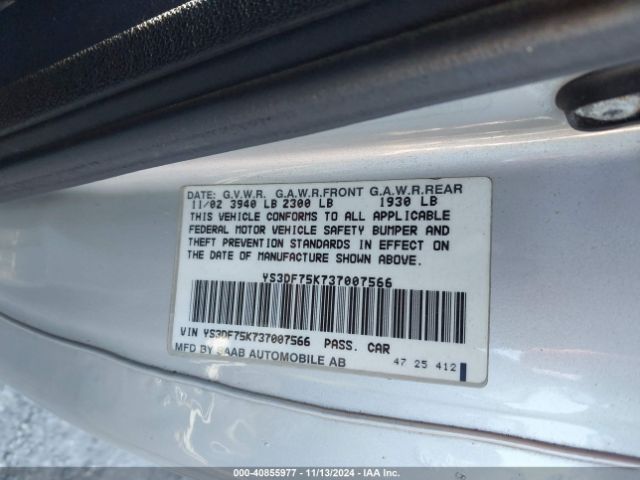 DATE: G.V.W.R. G.A.W.R.FRONT G.A.W.R.REAR
11/02 3940 LB 2300 LB 1930 LB
THIS VEHICLE CONFORMS TO ALL APPLICABLE
FEDERAL MOTOR VEHICLE SAFETY BUMPER AND
THEFT PREVENTION STANDARDS IN EFFECT ON
THE DATE OF MANUFACTURE SHOWN ABOVE.
YS3DF75K737007566
VIN YS3DF75K737007566 PASS. CAR
MFD BY SAAB AUTOMOBILE AB 47 25 412
000-40855977 - 11/13/2024 - IAA Inc.